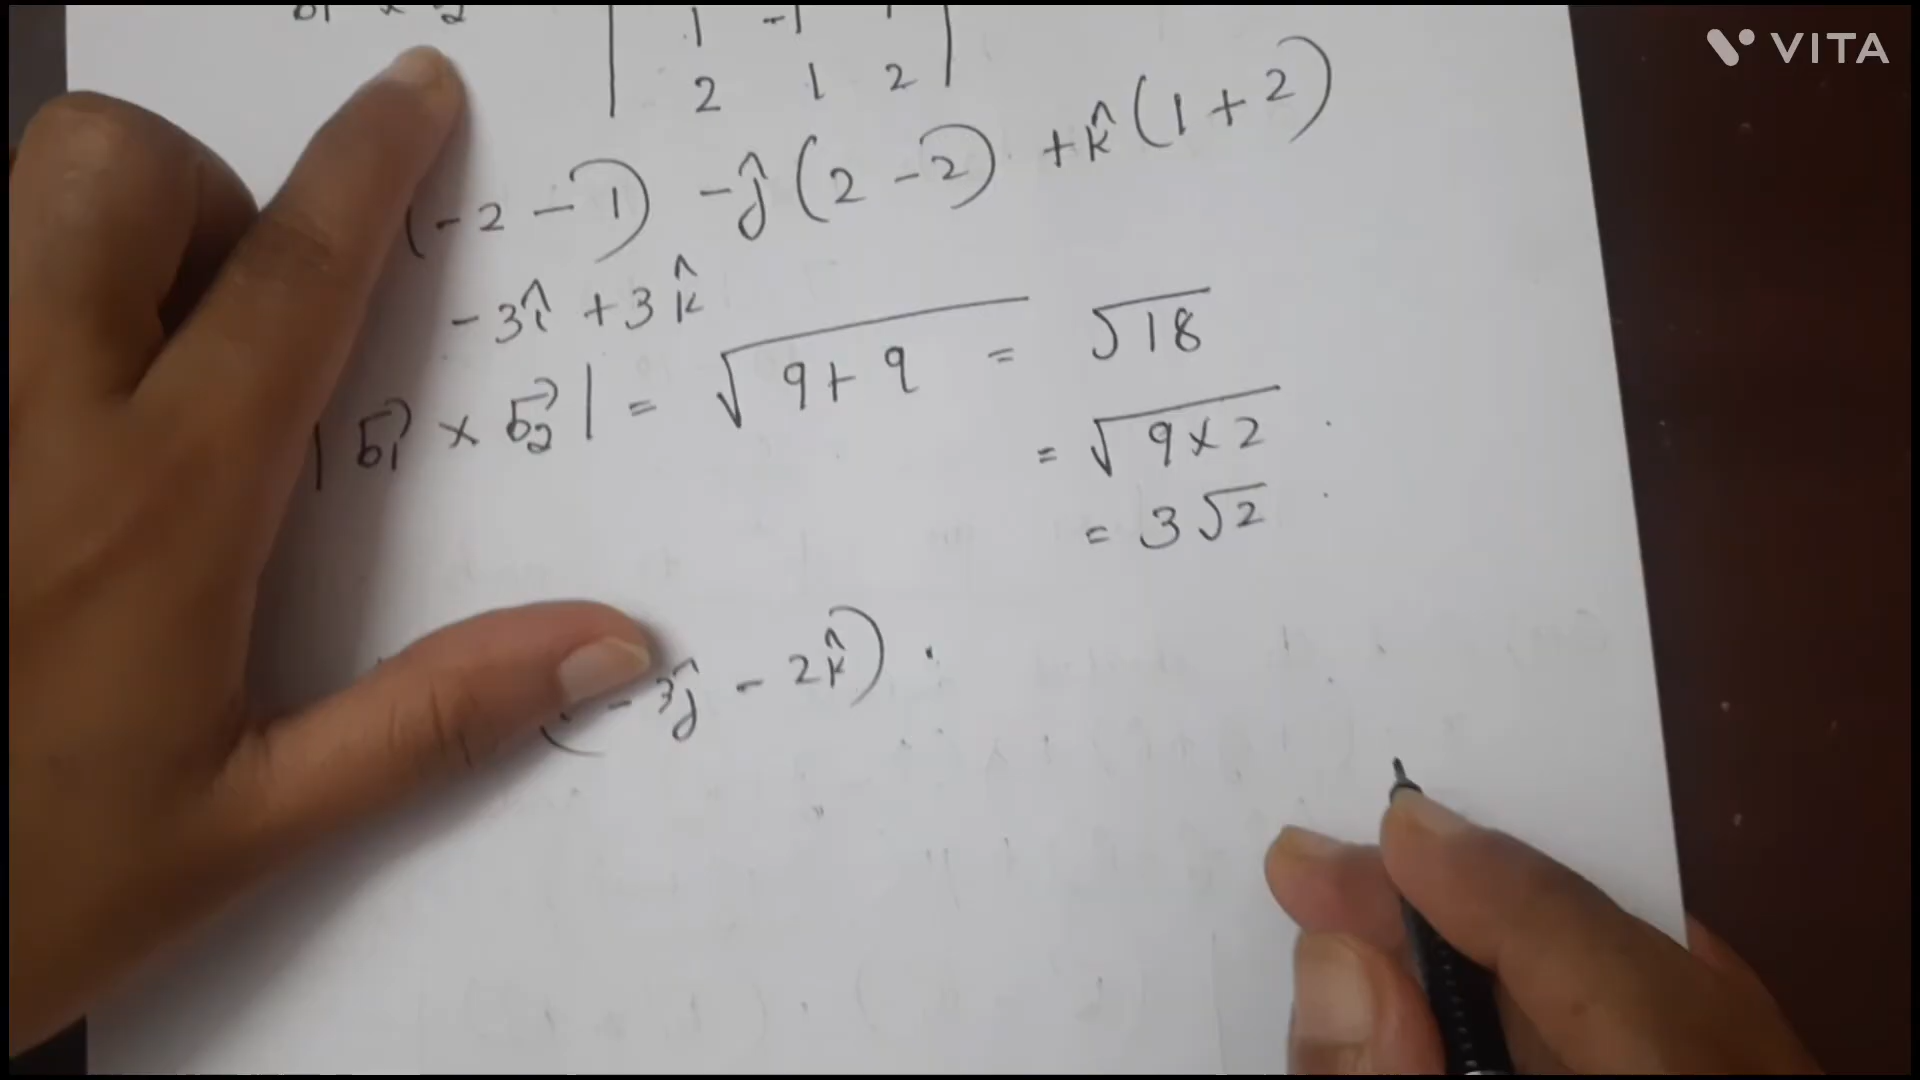 VITA
| 1 -1
2 1 2 |
(-2 - 1) - ĵ (2 - 2) + k̂ (1 + 2)
- 3î + 3k̂
| b₁⃗ × b₂⃗ | = √(9 + 9) = √18
= √(9 × 2)
= 3√2
- 3ĵ - 2k̂) .